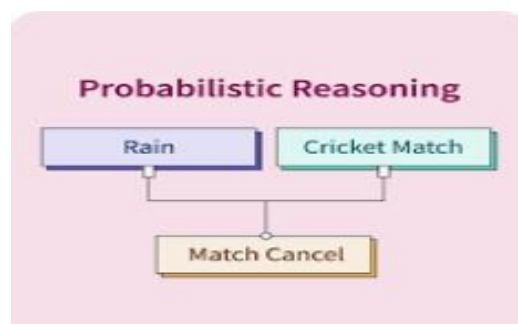 Probabilistic Reasoning
Rain
Cricket Match
Match Cancel